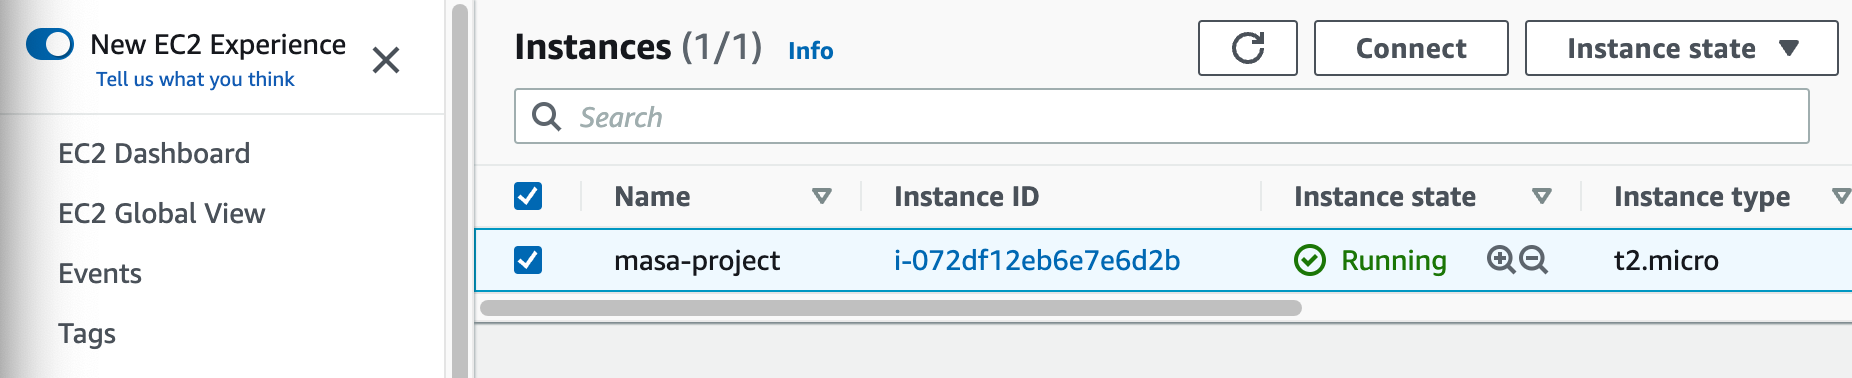 New EC2 Experience
Tell us what you think
EC2 Dashboard
EC2 Global View
Events
Tags
Instances (1/1) Info
Connect
Instance state
Search
Name Instance ID Instance state Instance type
masa-project i-072df12eb6e7e6d2b Running t2.micro